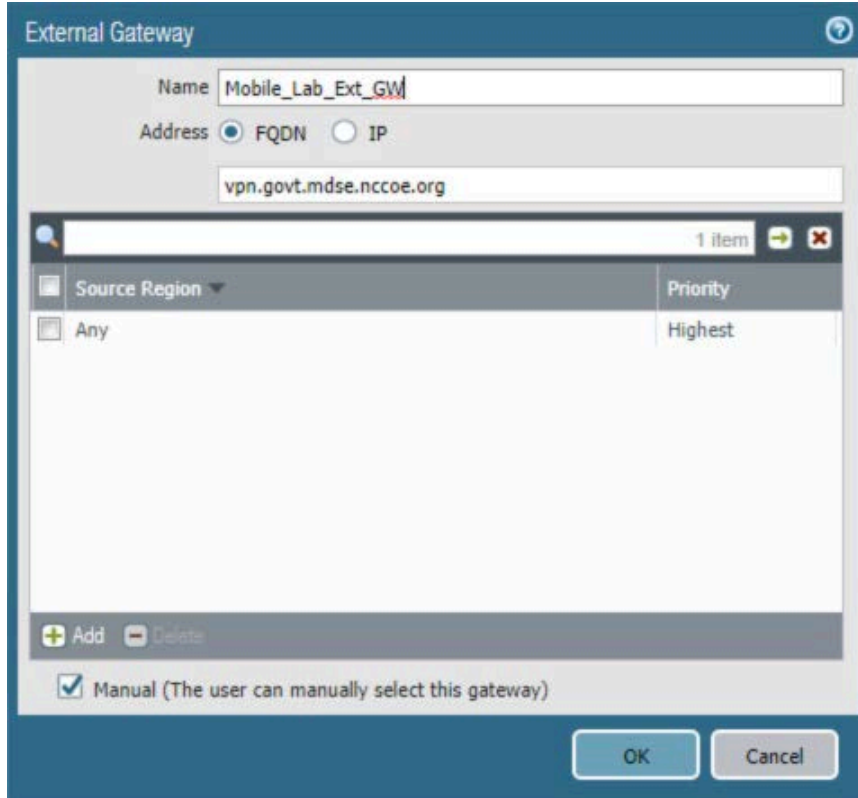 External Gateway
Name Mobile_Lab_Ext_GW
Address FQDN IP
vpn.govt.mdse.nccoe.org
1 item
Source Region Priority
Any Highest
Add Delete
Manual (The user can manually select this gateway)
OK Cancel